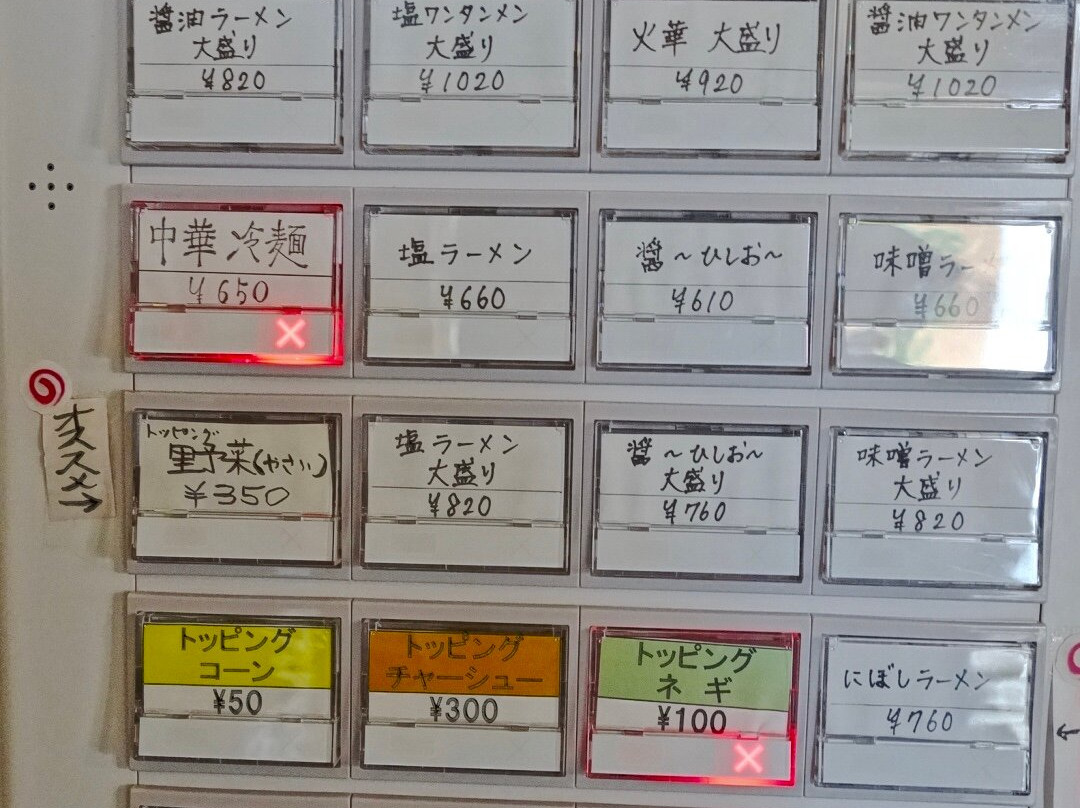 醤油ラーメン
大盛り
¥820
塩ワンタンメン
大盛り
¥1020
火華 大盛り
¥920
醤油ワンタンメン
大盛り
¥1020
中華 冷麺
¥650
×
塩ラーメン
¥660
醤～ひしお～
¥610
味噌ラー
¥660
オススメ→
トッピング
野菜(やさい)
¥350
塩ラーメン
大盛り
¥820
醤～ひしお～
大盛り
¥760
味噌ラーメン
大盛り
¥820
トッピング
コーン
¥50
トッピング
チャーシュー
¥300
トッピング
ネギ
¥100
×
にぼしラーメン
¥760
←